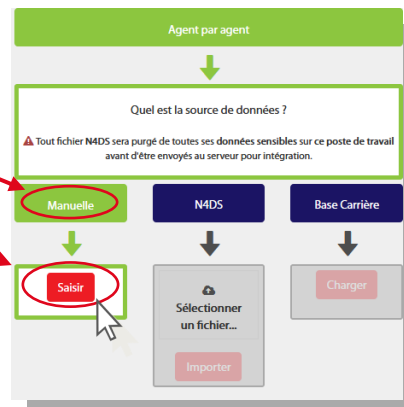 Agent par agent
Quel est la source de données ?
Tout fichier N4DS sera purgé de toutes ses données sensibles sur ce poste de travail
avant d'être envoyés au serveur pour intégration.
Manuelle
N4DS
Base Carrière
Saisir
Sélectionner
un fichier...
Charger
Importer